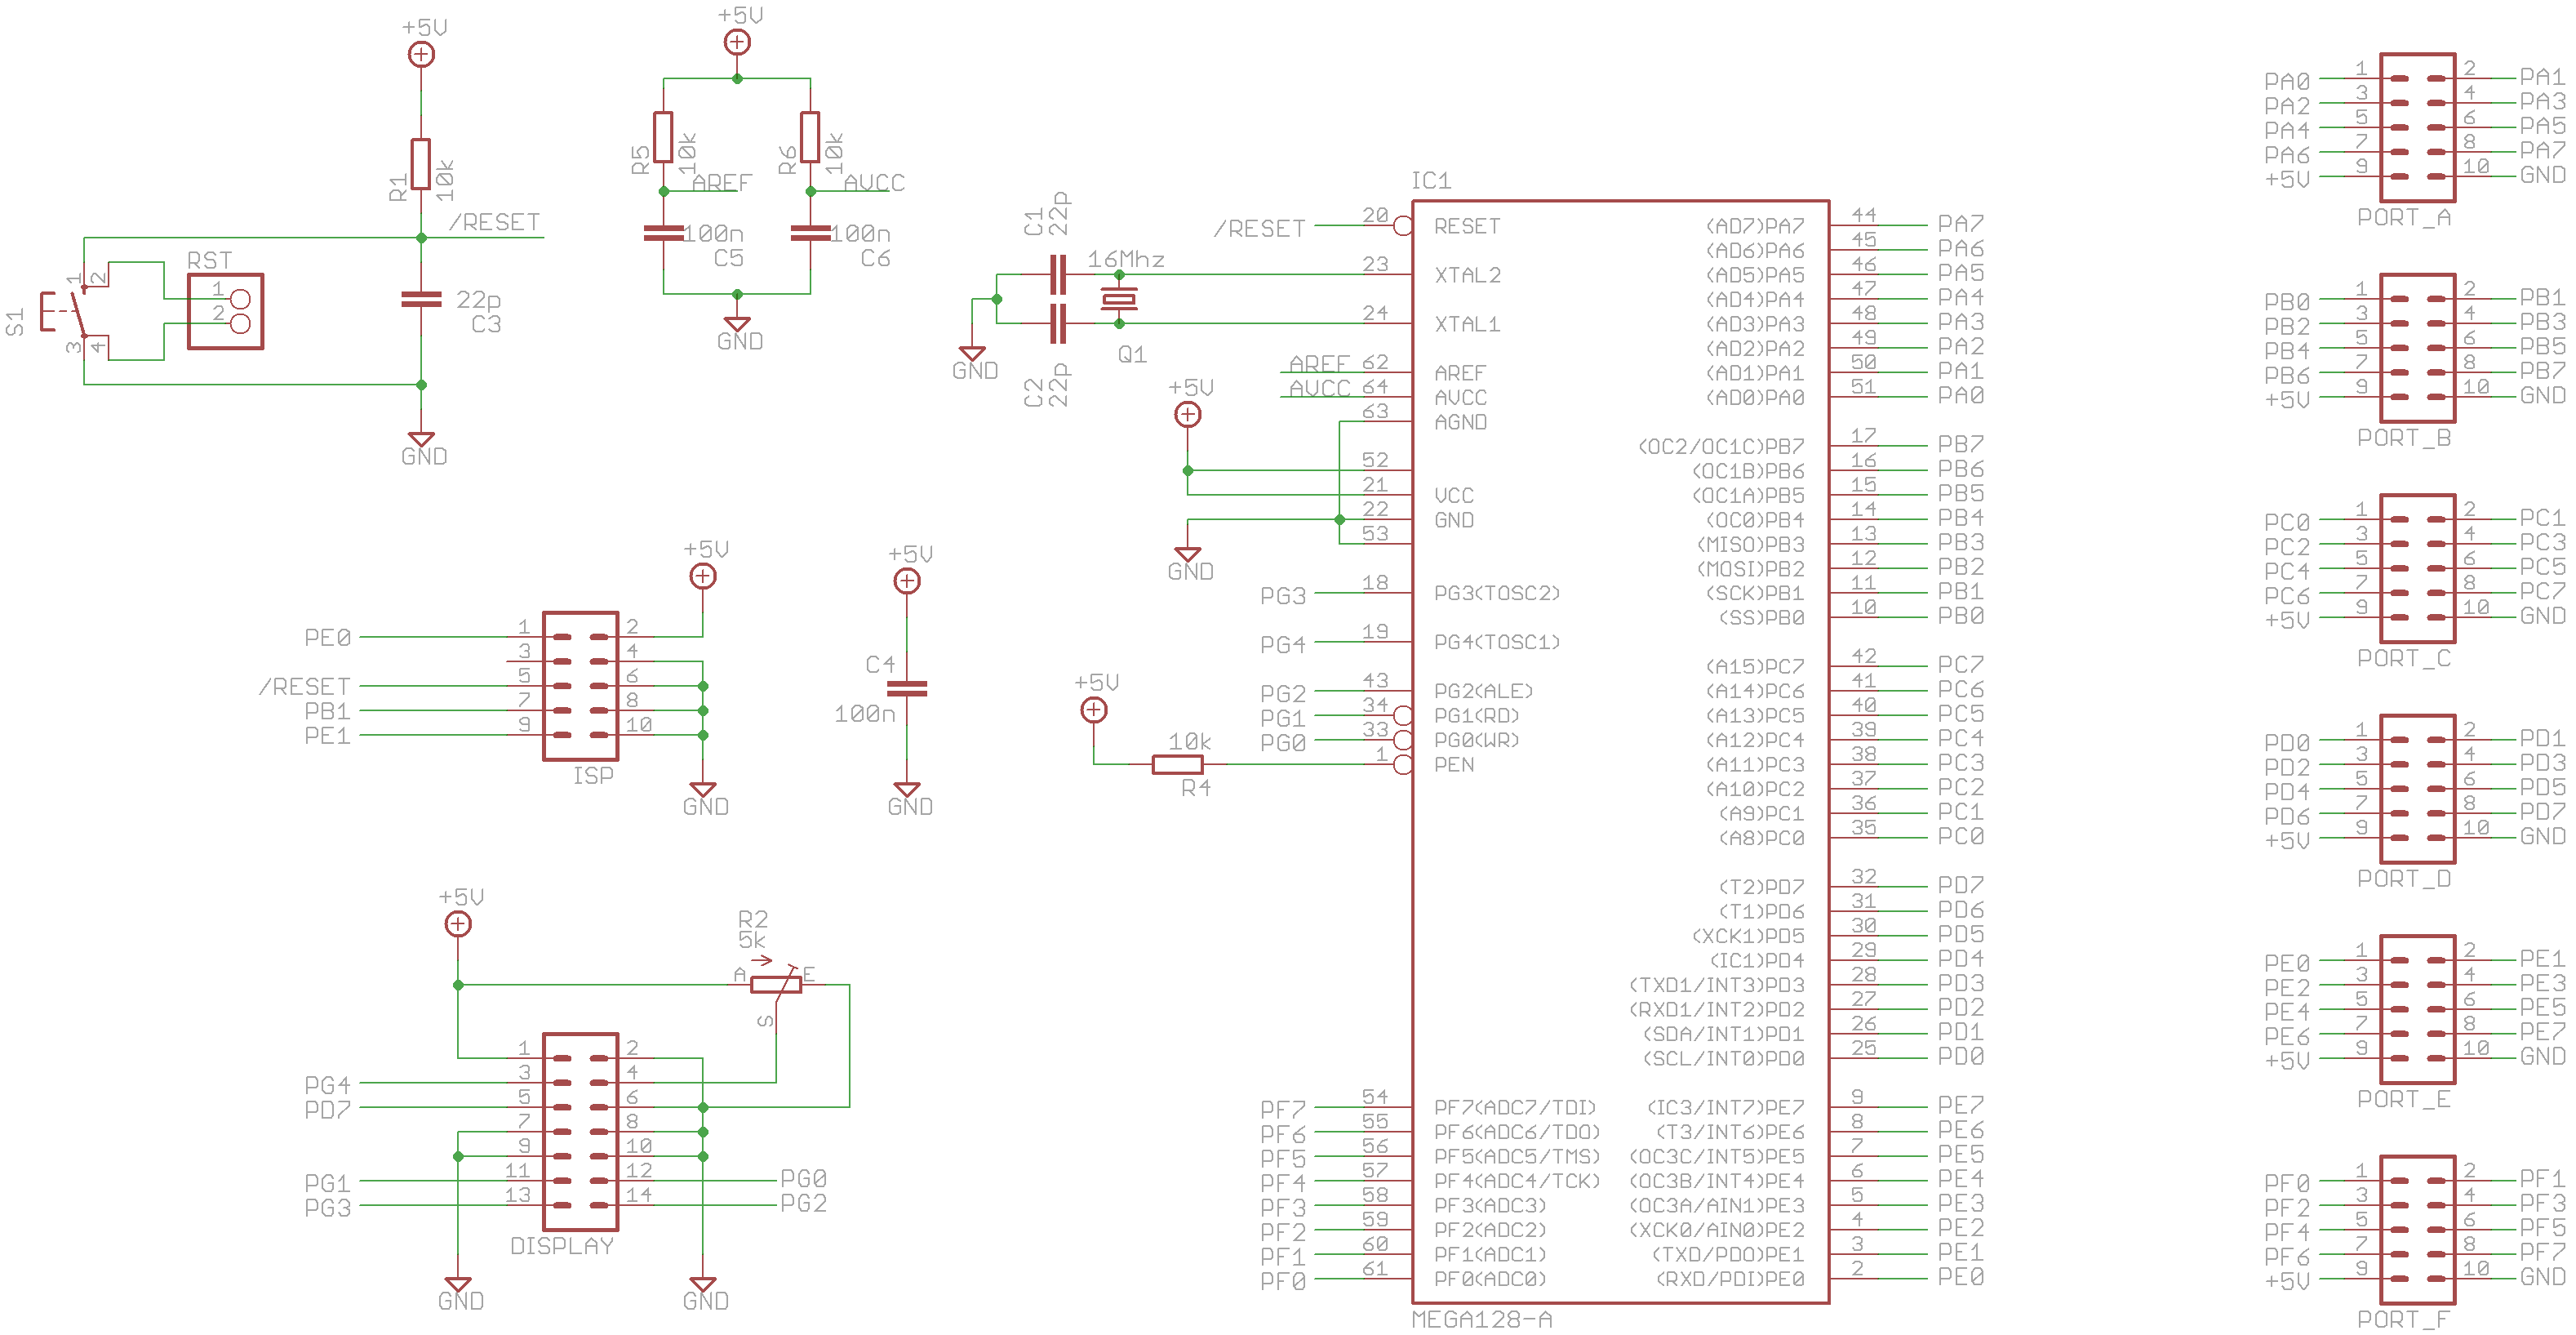 +5V
R1
10k
/RESET
RST
1
2
S1
1
2
3
4
22p
C3
GND
+5V
R5
10k
R6
10k
AREF
AVCC
100n
C5
100n
C6
GND
C1
22p
16Mhz
C2
22p
Q1
GND
+5V
GND
PE0 1 2
3 4
/RESET 5 6
PB1 7 8
PE1 9 10
ISP
+5V
GND
+5V
C4
100n
GND
+5V
R2
5k
A E
S
1 2
PG4 3 4
PD7 5 6
7 8
9 10
PG1 11 12 PG0
PG3 13 14 PG2
DISPLAY
GND
GND
+5V
10k
R4
IC1
/RESET 20 RESET
23 XTAL2
24 XTAL1
AREF 62 AREF
AVCC 64 AVCC
63 AGND
52
21 VCC
22 GND
53
PG3 18 PG3(TOSC2)
PG4 19 PG4(TOSC1)
PG2 43 PG2(ALE)
PG1 34 PG1(RD)
PG0 33 PG0(WR)
1 PEN
PF7 54 PF7(ADC7/TDI)
PF6 55 PF6(ADC6/TDO)
PF5 56 PF5(ADC5/TMS)
PF4 57 PF4(ADC4/TCK)
PF3 58 PF3(ADC3)
PF2 59 PF2(ADC2)
PF1 60 PF1(ADC1)
PF0 61 PF0(ADC0)
(AD7)PA7 44 PA7
(AD6)PA6 45 PA6
(AD5)PA5 46 PA5
(AD4)PA4 47 PA4
(AD3)PA3 48 PA3
(AD2)PA2 49 PA2
(AD1)PA1 50 PA1
(AD0)PA0 51 PA0
(OC2/OC1C)PB7 17 PB7
(OC1B)PB6 16 PB6
(OC1A)PB5 15 PB5
(OC0)PB4 14 PB4
(MISO)PB3 13 PB3
(MOSI)PB2 12 PB2
(SCK)PB1 11 PB1
(SS)PB0 10 PB0
(A15)PC7 42 PC7
(A14)PC6 41 PC6
(A13)PC5 40 PC5
(A12)PC4 39 PC4
(A11)PC3 38 PC3
(A10)PC2 37 PC2
(A9)PC1 36 PC1
(A8)PC0 35 PC0
(T2)PD7 32 PD7
(T1)PD6 31 PD6
(XCK1)PD5 30 PD5
(IC1)PD4 29 PD4
(TXD1/INT3)PD3 28 PD3
(RXD1/INT2)PD2 27 PD2
(SDA/INT1)PD1 26 PD1
(SCL/INT0)PD0 25 PD0
(IC3/INT7)PE7 9 PE7
(T3/INT6)PE6 8 PE6
(OC3C/INT5)PE5 7 PE5
(OC3B/INT4)PE4 6 PE4
(OC3A/AIN1)PE3 5 PE3
(XCK0/AIN0)PE2 4 PE2
(TXD/PDO)PE1 3 PE1
(RXD/PDI)PE0 2 PE0
MEGA128-A
PA0 1 2 PA1
PA2 3 4 PA3
PA4 5 6 PA5
PA6 7 8 PA7
+5V 9 10 GND
PORT_A
PB0 1 2 PB1
PB2 3 4 PB3
PB4 5 6 PB5
PB6 7 8 PB7
+5V 9 10 GND
PORT_B
PC0 1 2 PC1
PC2 3 4 PC3
PC4 5 6 PC5
PC6 7 8 PC7
+5V 9 10 GND
PORT_C
PD0 1 2 PD1
PD2 3 4 PD3
PD4 5 6 PD5
PD6 7 8 PD7
+5V 9 10 GND
PORT_D
PE0 1 2 PE1
PE2 3 4 PE3
PE4 5 6 PE5
PE6 7 8 PE7
+5V 9 10 GND
PORT_E
PF0 1 2 PF1
PF2 3 4 PF3
PF4 5 6 PF5
PF6 7 8 PF7
+5V 9 10 GND
PORT_F